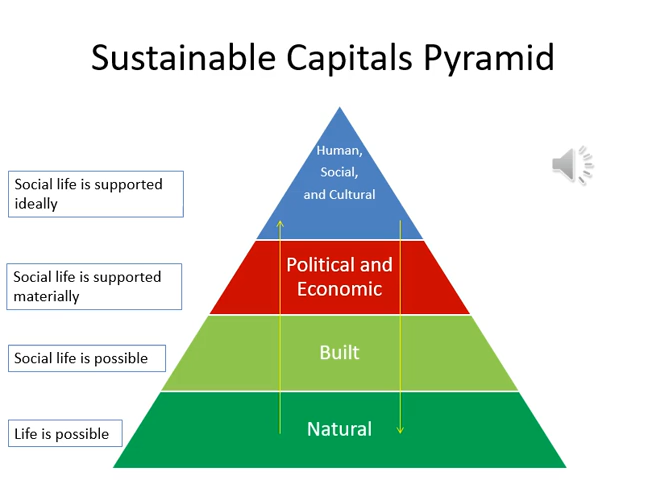 Sustainable Capitals Pyramid
Human,
Social,
and Cultural
Social life is supported
ideally
Political and
Economic
Social life is supported
materially
Built
Social life is possible
Natural
Life is possible